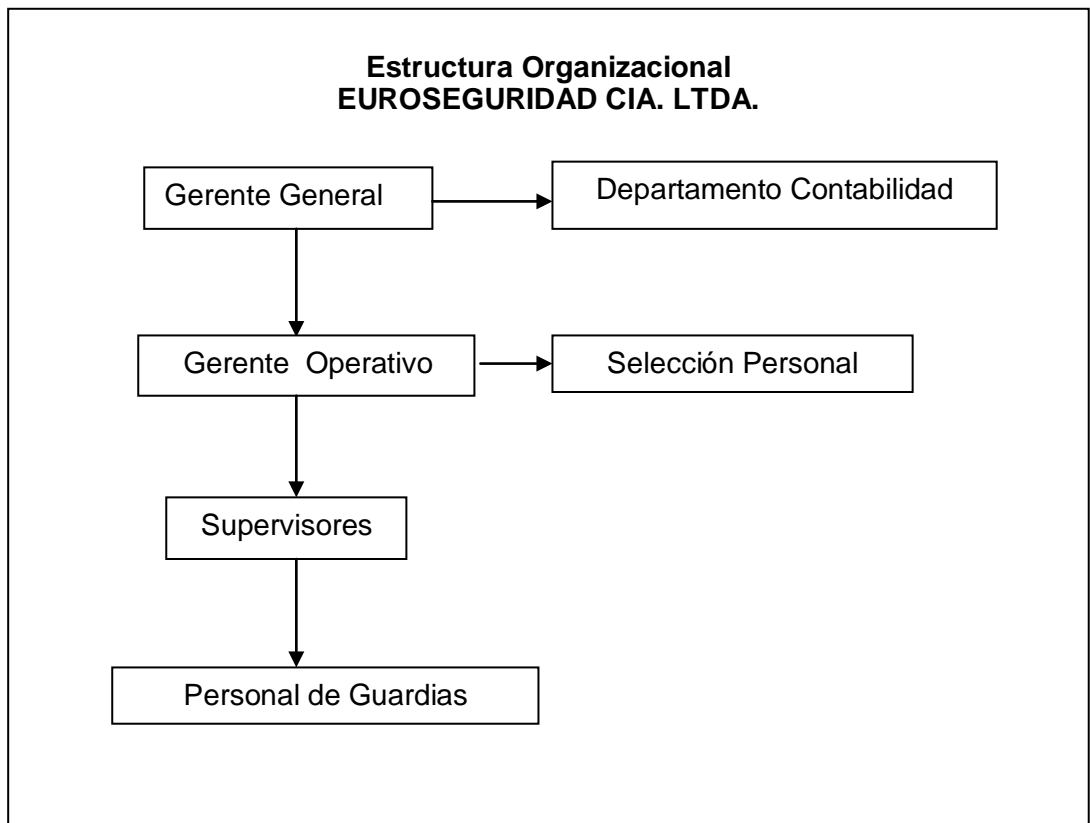 Estructura Organizacional
EUROSEGURIDAD CIA. LTDA.
Gerente General
Departamento Contabilidad
Gerente Operativo
Selección Personal
Supervisores
Personal de Guardias